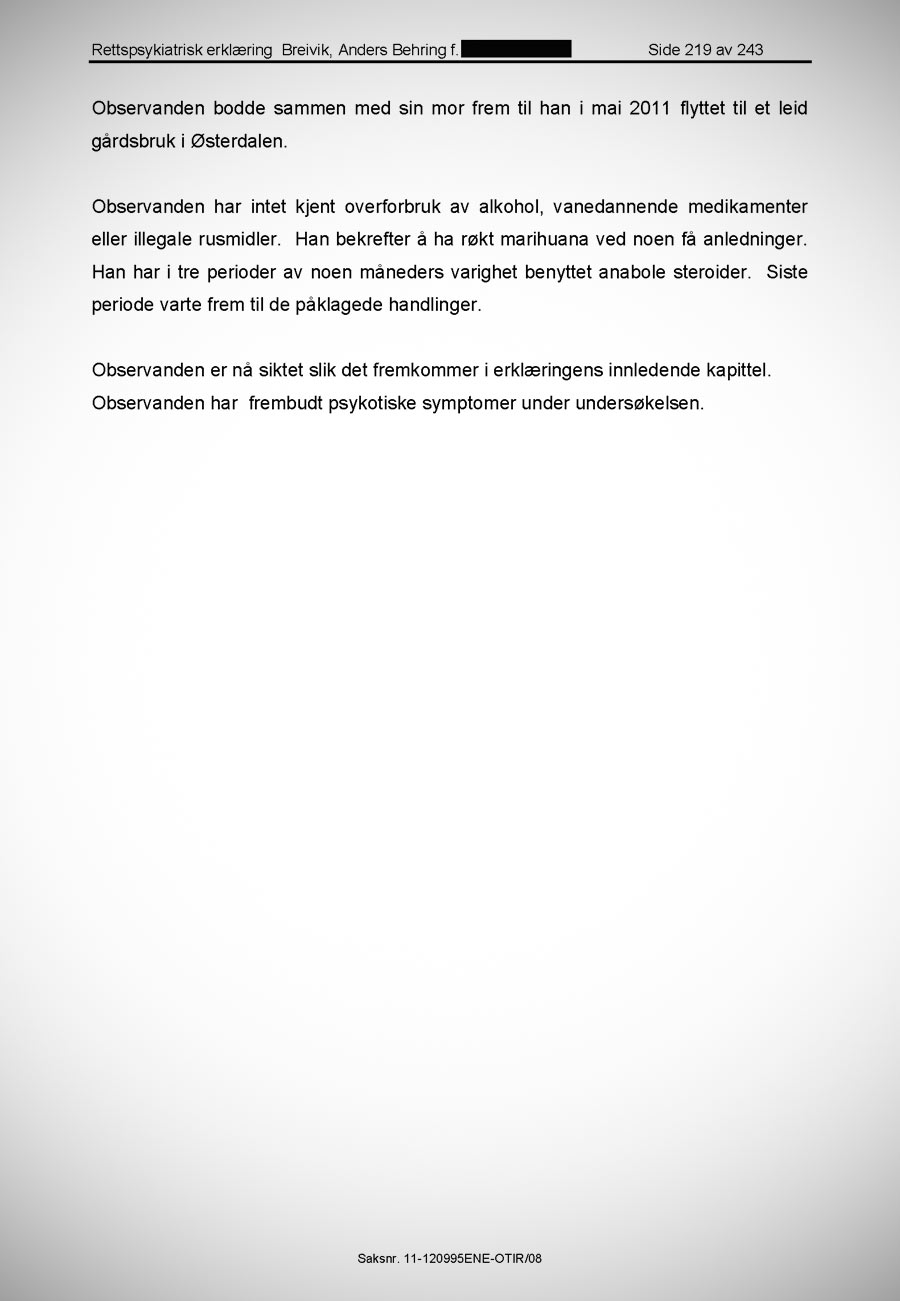 Rettspsykiatrisk erklæring Breivik, Anders Behring f. Side 219 av 243
Observanden bodde sammen med sin mor frem til han i mai 2011 flyttet til et leid
gårdsbruk i Østerdalen.
Observanden har intet kjent overforbruk av alkohol, vanedannende medikamenter
eller illegale rusmidler. Han bekrefter å ha røkt marihuana ved noen få anledninger.
Han har i tre perioder av noen måneders varighet benyttet anabole steroider. Siste
periode varte frem til de påklagede handlinger.
Observanden er nå siktet slik det fremkommer i erklæringens innledende kapittel.
Observanden har frembudt psykotiske symptomer under undersøkelsen.
Saksnr. 11-120995ENE-OTIR/08